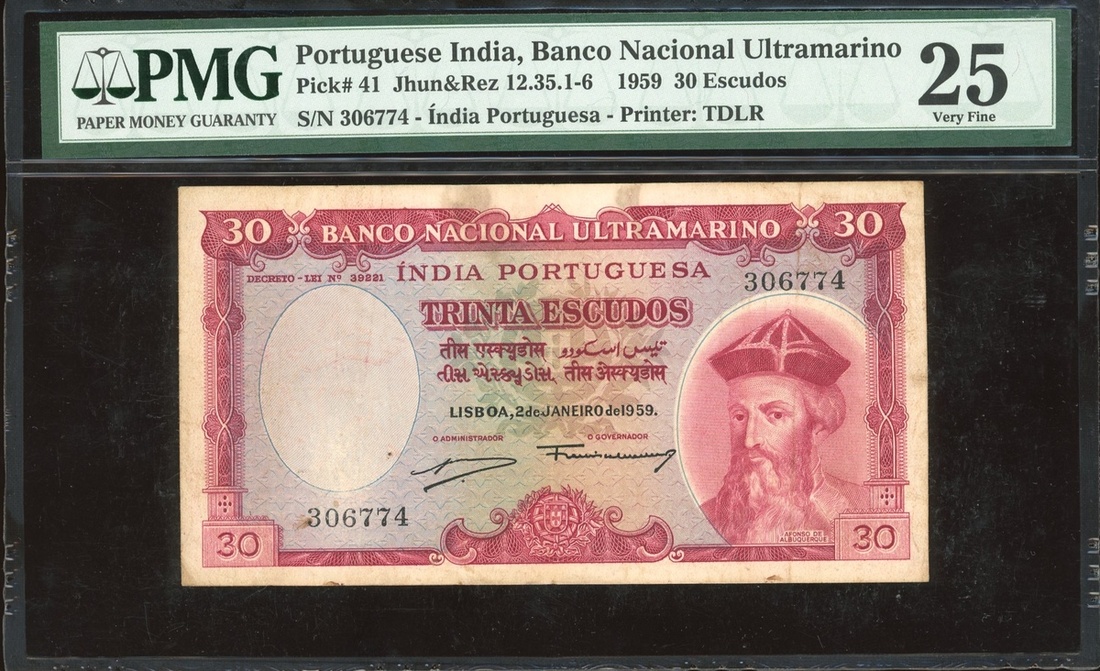 PMG
PAPER MONEY GUARANTY
Portuguese India, Banco Nacional Ultramarino
Pick# 41 Jhun&Rez 12.35.1-6 1959 30 Escudos
S/N 306774 - Índia Portuguesa - Printer: TDLR
25
Very Fine
30 BANCO NACIONAL ULTRAMARINO 30
DECRETO-LEI Nº 39221 ÍNDIA PORTUGUESA 306774
TRINTA ESCUDOS
तीस एस्क्युडोस تليس اسكودو
તીસ એસ્ક્યુડોસ, तीस अेस्क्युडोस
LISBOA, 2 de JANEIRO de 1959.
O ADMINISTRADOR O GOVERNADOR
306774
AFONSO DE
ALBUQUERQUE
30 30